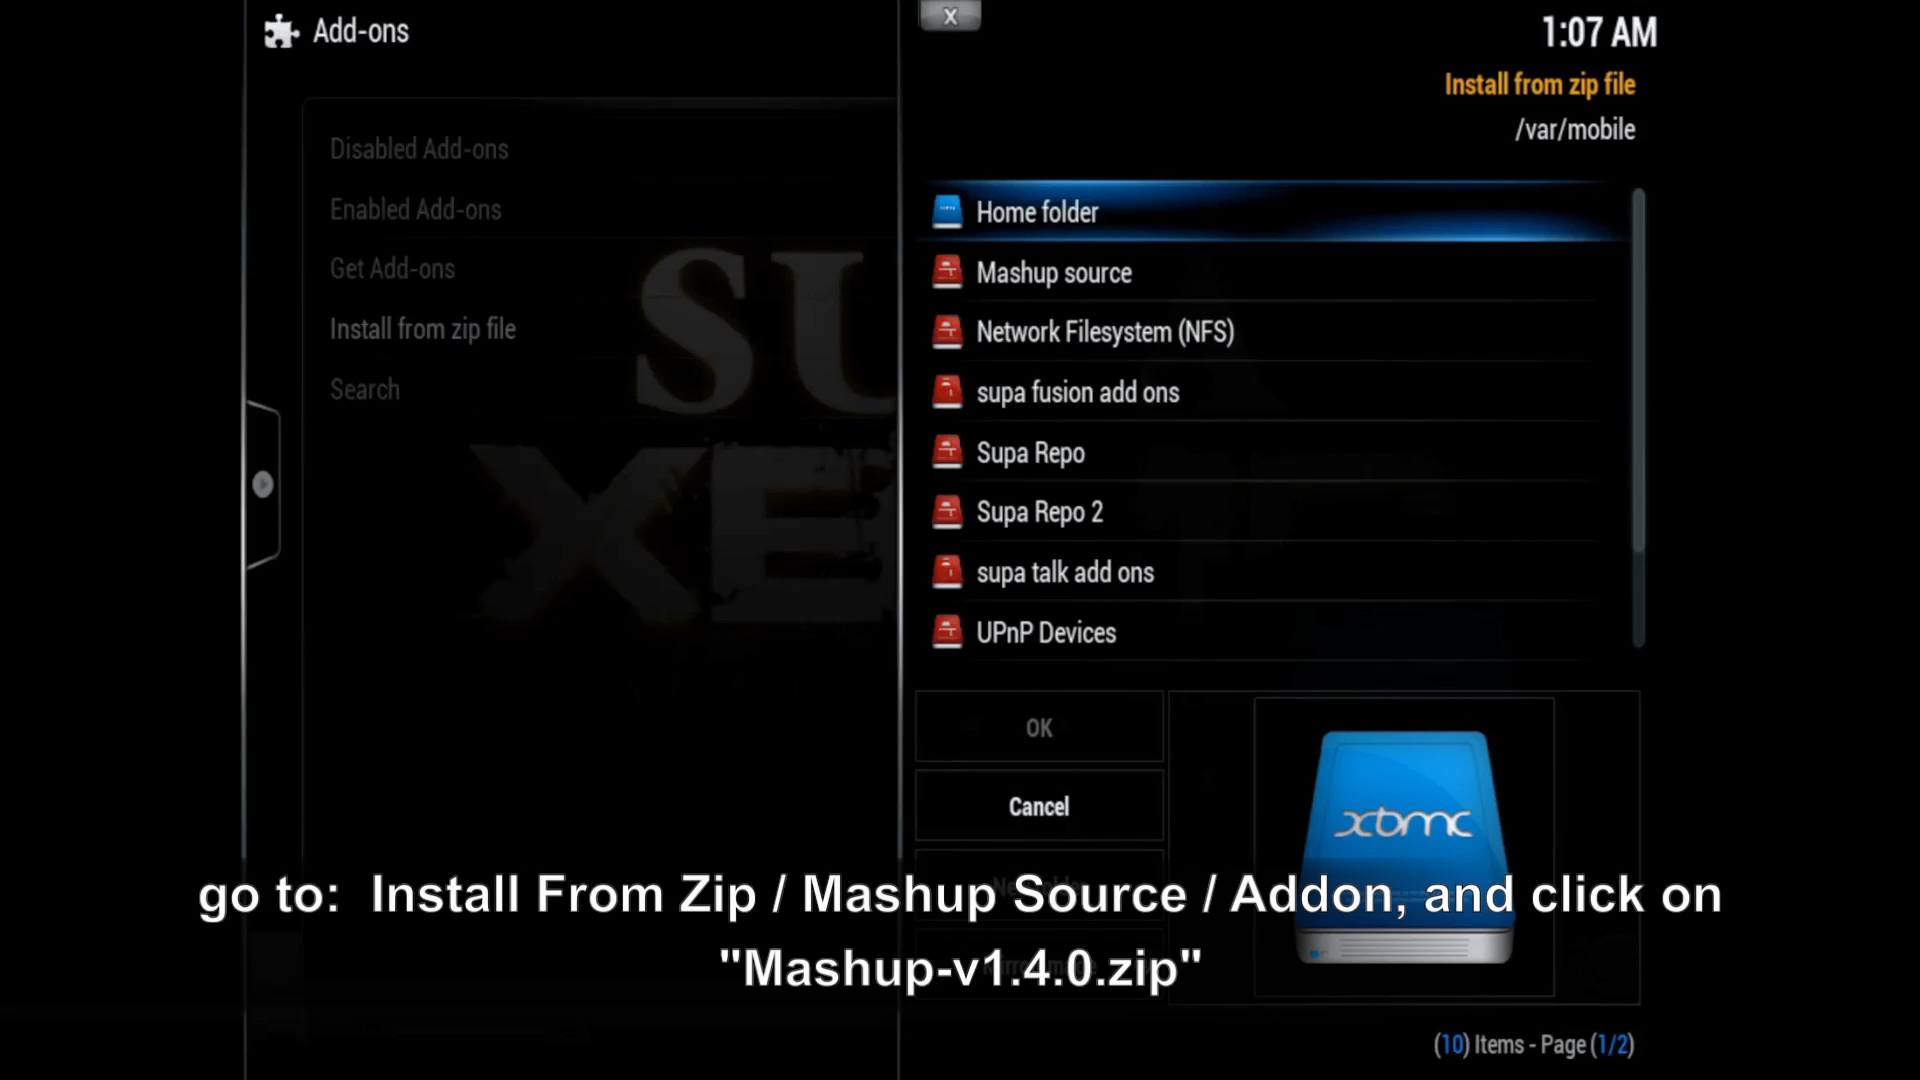 Add-ons
X
1:07 AM
Install from zip file
/var/mobile
Disabled Add-ons
Enabled Add-ons
Get Add-ons
Install from zip file
Search
SU
XE
Home folder
Mashup source
Network Filesystem (NFS)
supa fusion add ons
Supa Repo
Supa Repo 2
supa talk add ons
UPnP Devices
OK
Cancel
xbmc
go to:  Install From Zip / Mashup Source / Addon, and click on
"Mashup-v1.4.0.zip"
(10) Items - Page (1/2)